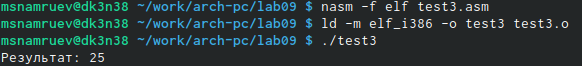 msnamruev@dk3n38 ~/work/arch-pc/lab09 $ nasm -f elf test3.asm
msnamruev@dk3n38 ~/work/arch-pc/lab09 $ ld -m elf_i386 -o test3 test3.o
msnamruev@dk3n38 ~/work/arch-pc/lab09 $ ./test3
Результат: 25